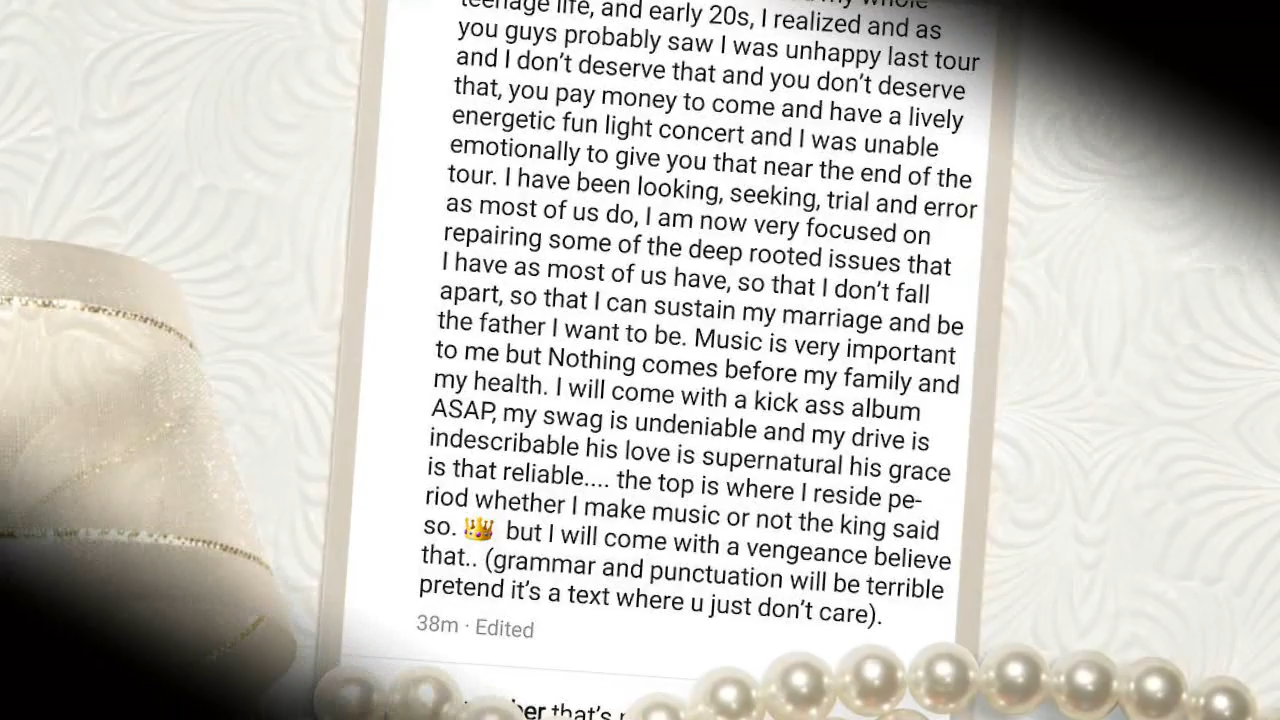 my whole
teenage life, and early 20s, I realized and as
you guys probably saw I was unhappy last tour
and I don't deserve that and you don't deserve
that, you pay money to come and have a lively
energetic fun light concert and I was unable
emotionally to give you that near the end of the
tour. I have been looking, seeking, trial and error
as most of us do, I am now very focused on
repairing some of the deep rooted issues that
I have as most of us have, so that I don't fall
apart, so that I can sustain my marriage and be
the father I want to be. Music is very important
to me but Nothing comes before my family and
my health. I will come with a kick ass album
ASAP, my swag is undeniable and my drive is
indescribable his love is supernatural his grace
is that reliable.... the top is where I reside pe-
riod whether I make music or not the king said
so. 👑 but I will come with a vengeance believe
that.. (grammar and punctuation will be terrible
pretend it's a text where u just don't care).
38m · Edited
that's